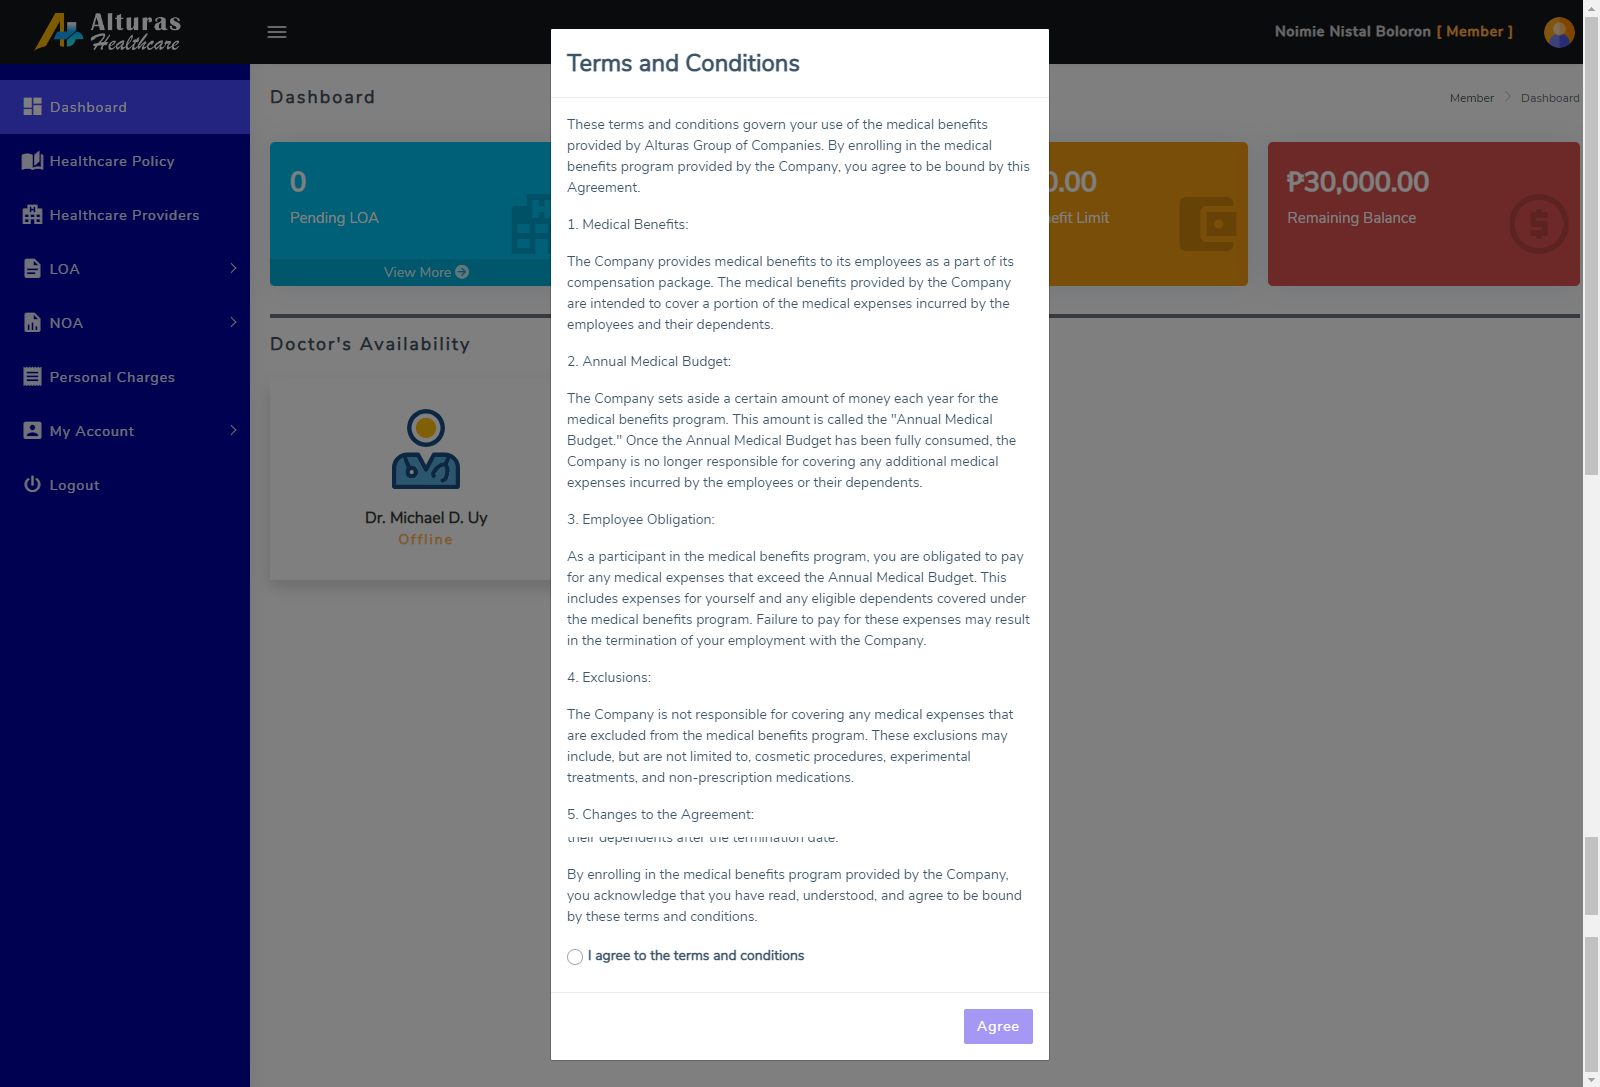 Alturas
Healthcare
Noimie Nistal Boloron [ Member ]
Dashboard
Healthcare Policy
Healthcare Providers
LOA
NOA
Personal Charges
My Account
Logout
Dashboard
Member > Dashboard
0
Pending LOA
View More
0.00
efit Limit
₱30,000.00
Remaining Balance
Doctor's Availability
Dr. Michael D. Uy
Offline
Terms and Conditions
These terms and conditions govern your use of the medical benefits
provided by Alturas Group of Companies. By enrolling in the medical
benefits program provided by the Company, you agree to be bound by this
Agreement.
1. Medical Benefits:
The Company provides medical benefits to its employees as a part of its
compensation package. The medical benefits provided by the Company
are intended to cover a portion of the medical expenses incurred by the
employees and their dependents.
2. Annual Medical Budget:
The Company sets aside a certain amount of money each year for the
medical benefits program. This amount is called the "Annual Medical
Budget." Once the Annual Medical Budget has been fully consumed, the
Company is no longer responsible for covering any additional medical
expenses incurred by the employees or their dependents.
3. Employee Obligation:
As a participant in the medical benefits program, you are obligated to pay
for any medical expenses that exceed the Annual Medical Budget. This
includes expenses for yourself and any eligible dependents covered under
the medical benefits program. Failure to pay for these expenses may result
in the termination of your employment with the Company.
4. Exclusions:
The Company is not responsible for covering any medical expenses that
are excluded from the medical benefits program. These exclusions may
include, but are not limited to, cosmetic procedures, experimental
treatments, and non-prescription medications.
5. Changes to the Agreement:
their dependents after the termination date.
By enrolling in the medical benefits program provided by the Company,
you acknowledge that you have read, understood, and agree to be bound
by these terms and conditions.
I agree to the terms and conditions
Agree